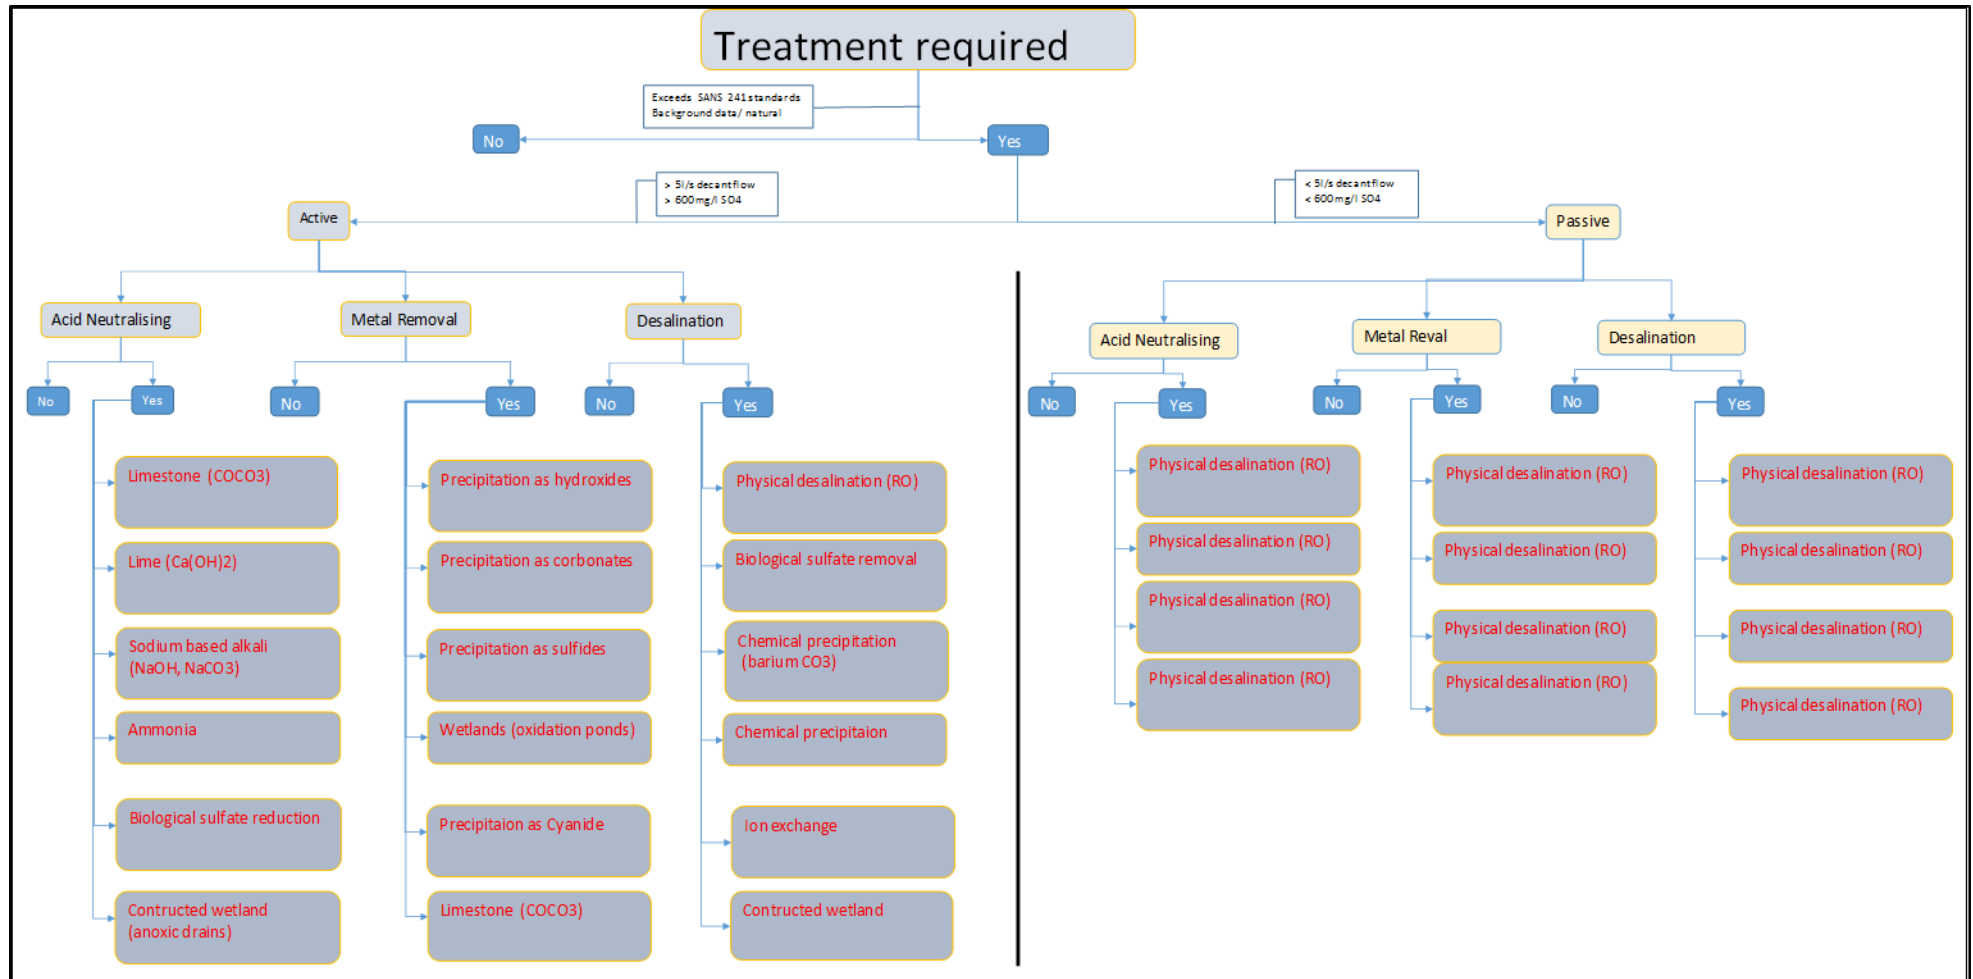 Treatment required
Exceeds SANS 241 standards
Background data/ natural
No
Yes
> 5l/s decant flow
> 600mg/l SO4
< 5l/s decant flow
< 600mg/l SO4
Active
Passive
Acid Neutralising
Metal Removal
Desalination
Acid Neutralising
Metal Reval
Desalination
No
Yes
No
Yes
No
Yes
No
Yes
No
Yes
No
Yes
Limestone (COCO3)
Lime (Ca(OH)2)
Sodium based alkali
(NaOH, NaCO3)
Ammonia
Biological sulfate reduction
Contructed wetland
(anoxic drains)
Precipitation as hydroxides
Precipitation as corbonates
Precipitation as sulfides
Wetlands (oxidation ponds)
Precipitaion as Cyanide
Limestone (COCO3)
Physical desalination (RO)
Biological sulfate removal
Chemical precipitation
(barium CO3)
Chemical precipitaion
Ion exchange
Contructed wetland
Physical desalination (RO)
Physical desalination (RO)
Physical desalination (RO)
Physical desalination (RO)
Physical desalination (RO)
Physical desalination (RO)
Physical desalination (RO)
Physical desalination (RO)
Physical desalination (RO)
Physical desalination (RO)
Physical desalination (RO)
Physical desalination (RO)